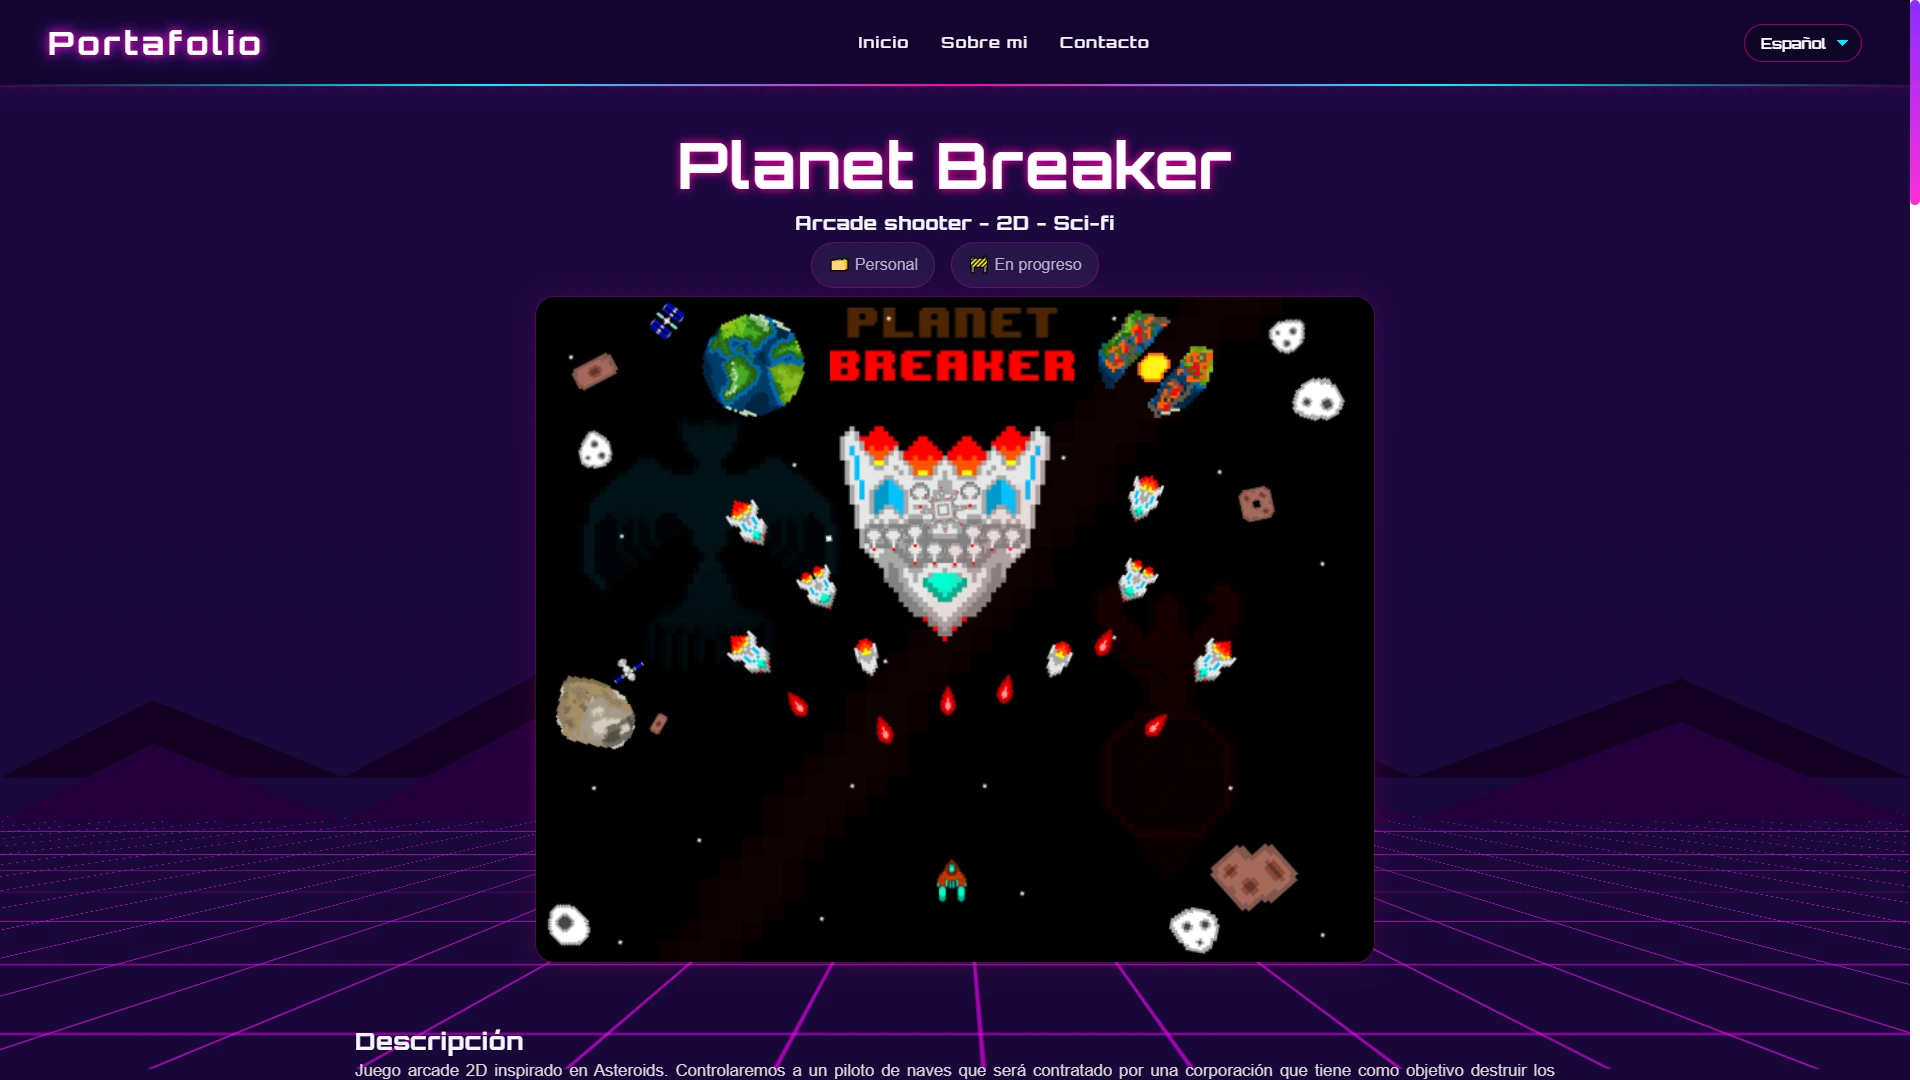 Portafolio
Inicio
Sobre mi
Contacto
Español
Planet Breaker
Arcade shooter - 2D - Sci-fi
Personal
En progreso
PLANET
BREAKER
Descripción
Juego arcade 2D inspirado en Asteroids. Controlaremos a un piloto de naves que será contratado por una corporación que tiene como objetivo destruir los